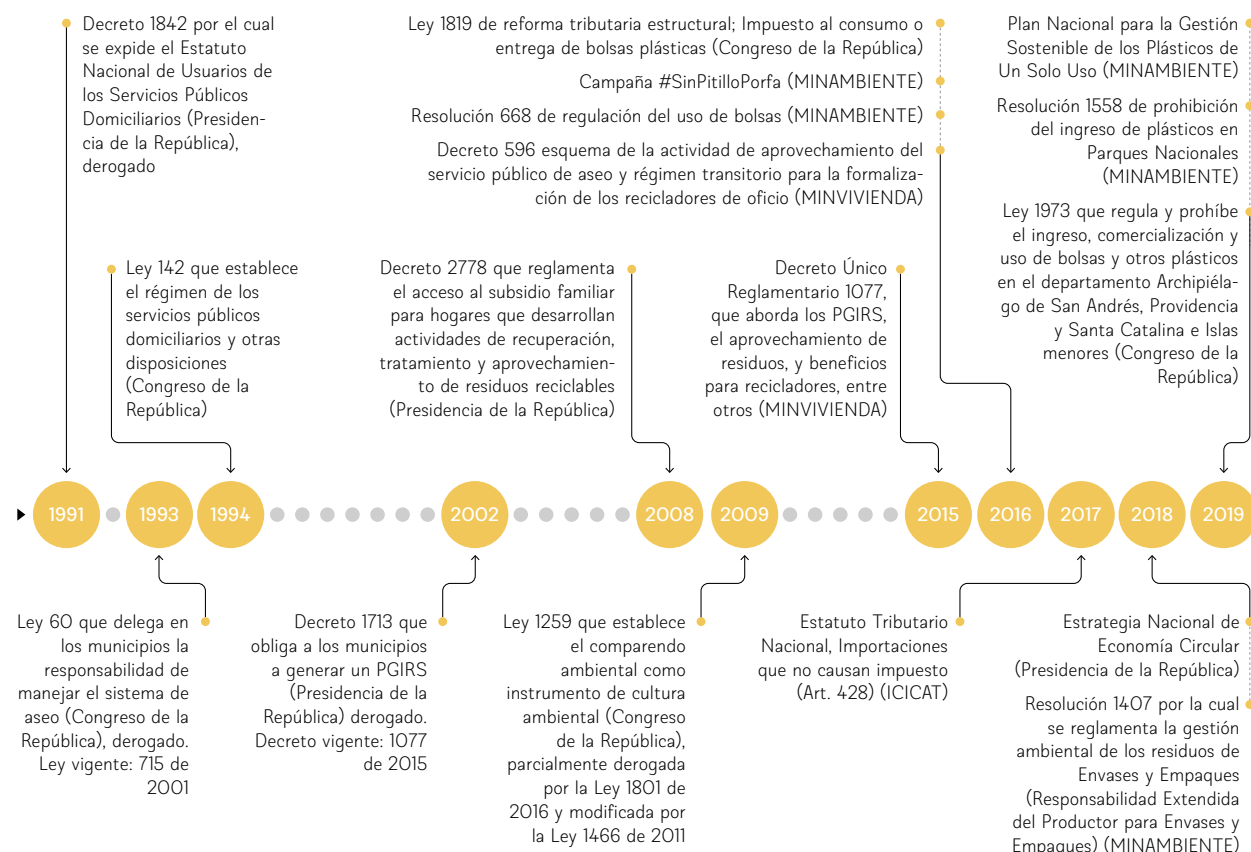 Decreto 1842 por el cual
se expide el Estatuto
Nacional de Usuarios de
los Servicios Públicos
Domiciliarios (Presiden-
cia de la República),
derogado
Ley 1819 de reforma tributaria estructural; Impuesto al consumo o
entrega de bolsas plásticas (Congreso de la República)
Campaña #SinPitilloPorfa (MINAMBIENTE)
Resolución 668 de regulación del uso de bolsas (MINAMBIENTE)
Decreto 596 esquema de la actividad de aprovechamiento del
servicio público de aseo y régimen transitorio para la formaliza-
ción de los recicladores de oficio (MINVIVIENDA)
Plan Nacional para la Gestión
Sostenible de los Plásticos de
Un Solo Uso (MINAMBIENTE)
Resolución 1558 de prohibición
del ingreso de plásticos en
Parques Nacionales
(MINAMBIENTE)
Ley 1973 que regula y prohíbe
el ingreso, comercialización y
uso de bolsas y otros plásticos
en el departamento Archipiéla-
go de San Andrés, Providencia
y Santa Catalina e Islas
menores (Congreso de la
República)
Ley 142 que establece
el régimen de los
servicios públicos
domiciliarios y otras
disposiciones
(Congreso de la
República)
Decreto 2778 que reglamenta
el acceso al subsidio familiar
para hogares que desarrollan
actividades de recuperación,
tratamiento y aprovechamien-
to de residuos reciclables
(Presidencia de la República)
Decreto Único
Reglamentario 1077,
que aborda los PGIRS,
el aprovechamiento de
residuos, y beneficios
para recicladores, entre
otros (MINVIVIENDA)
1991 1993 1994 2002 2008 2009 2015 2016 2017 2018 2019
Ley 60 que delega en
los municipios la
responsabilidad de
manejar el sistema de
aseo (Congreso de la
República), derogado.
Ley vigente: 715 de
2001
Decreto 1713 que
obliga a los municipios
a generar un PGIRS
(Presidencia de la
República) derogado.
Decreto vigente: 1077
de 2015
Ley 1259 que establece
el comparendo
ambiental como
instrumento de cultura
ambiental (Congreso
de la República),
parcialmente derogada
por la Ley 1801 de
2016 y modificada por
la Ley 1466 de 2011
Estatuto Tributario
Nacional, Importaciones
que no causan impuesto
(Art. 428) (ICICAT)
Estrategia Nacional de
Economía Circular
(Presidencia de la República)
Resolución 1407 por la cual
se reglamenta la gestión
ambiental de los residuos de
Envases y Empaques
(Responsabilidad Extendida
del Productor para Envases y
Empaques) (MINAMBIENTE)